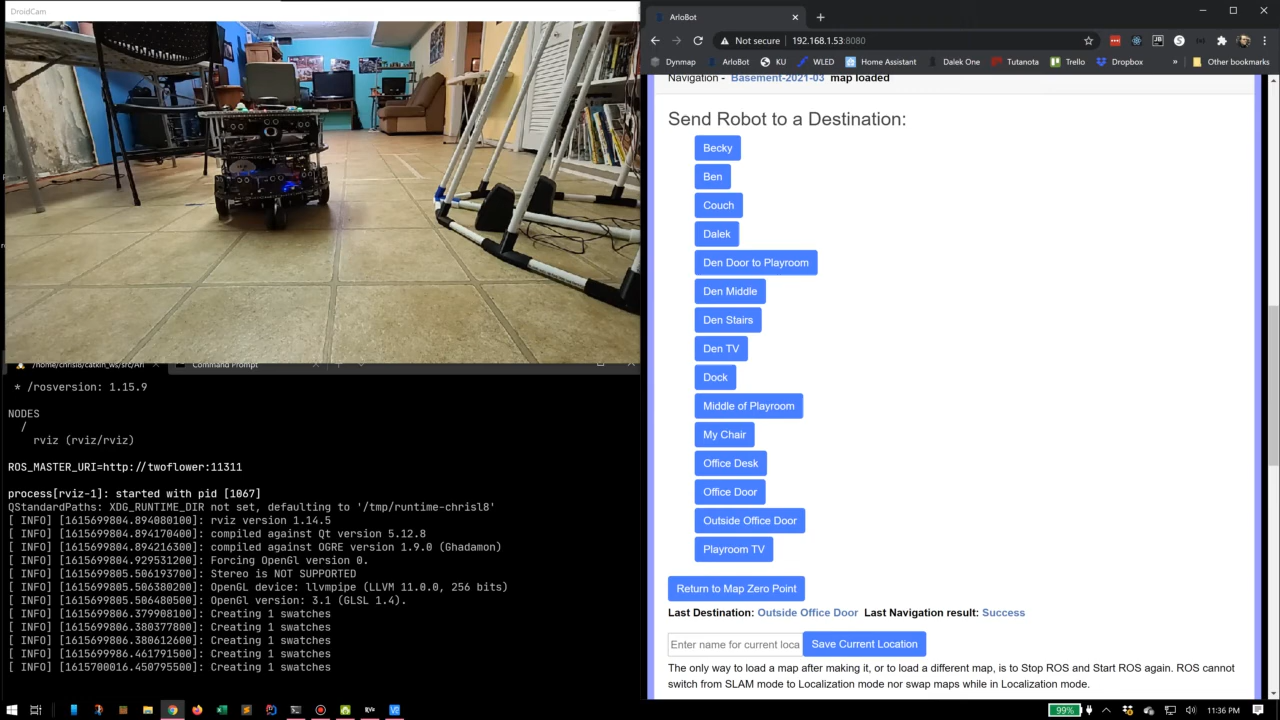 DroidCam
/home/chrisl8/catkin_ws/src/Arl
Command Prompt
* /rosversion: 1.15.9
NODES
/
rviz (rviz/rviz)
ROS_MASTER_URI=http://twoflower:11311
process[rviz-1]: started with pid [1067]
QStandardPaths: XDG_RUNTIME_DIR not set, defaulting to '/tmp/runtime-chrisl8'
[ INFO] [1615699804.894080100]: rviz version 1.14.5
[ INFO] [1615699804.894170400]: compiled against Qt version 5.12.8
[ INFO] [1615699804.894216300]: compiled against OGRE version 1.9.0 (Ghadamon)
[ INFO] [1615699804.929531200]: Forcing OpenGl version 0.
[ INFO] [1615699805.506193700]: Stereo is NOT SUPPORTED
[ INFO] [1615699805.506380200]: OpenGL device: llvmpipe (LLVM 11.0.0, 256 bits)
[ INFO] [1615699805.506480500]: OpenGl version: 3.1 (GLSL 1.4).
[ INFO] [1615699806.379908100]: Creating 1 swatches
[ INFO] [1615699806.380377800]: Creating 1 swatches
[ INFO] [1615699806.380612600]: Creating 1 swatches
[ INFO] [1615699986.461791500]: Creating 1 swatches
[ INFO] [1615700016.450795500]: Creating 1 swatches
ArloBot
Not secure 192.168.1.53:8080
Dynmap ArloBot KU WLED Home Assistant Dalek One Tutanota Trello Dropbox » Other bookmarks
Navigation - Basement-2021-03 map loaded
Send Robot to a Destination:
Becky
Ben
Couch
Dalek
Den Door to Playroom
Den Middle
Den Stairs
Den TV
Dock
Middle of Playroom
My Chair
Office Desk
Office Door
Outside Office Door
Playroom TV
Return to Map Zero Point
Last Destination: Outside Office Door Last Navigation result: Success
Enter name for current loca Save Current Location
The only way to load a map after making it, or to load a different map, is to Stop ROS and Start ROS again. ROS cannot
switch from SLAM mode to Localization mode nor swap maps while in Localization mode.
99% 11:36 PM